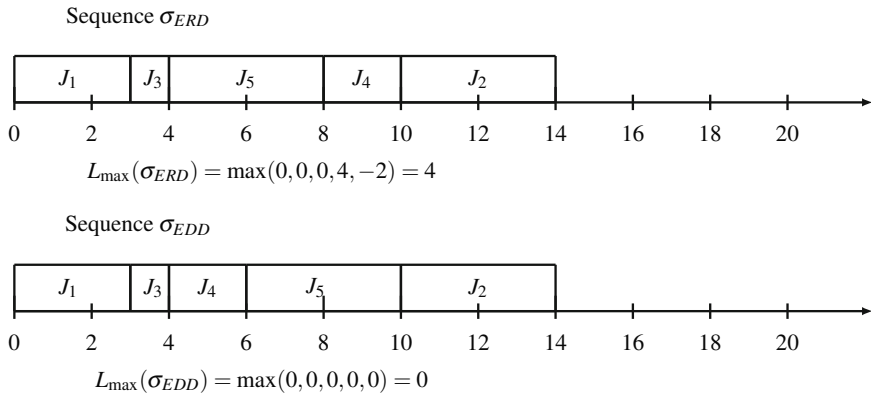 Sequence σ_ERD
J₁ J₃ J₅ J₄ J₂
0 2 4 6 8 10 12 14 16 18 20
L_max(σ_ERD) = max(0,0,0,4,−2) = 4
Sequence σ_EDD
J₁ J₃ J₄ J₅ J₂
0 2 4 6 8 10 12 14 16 18 20
L_max(σ_EDD) = max(0,0,0,0,0) = 0